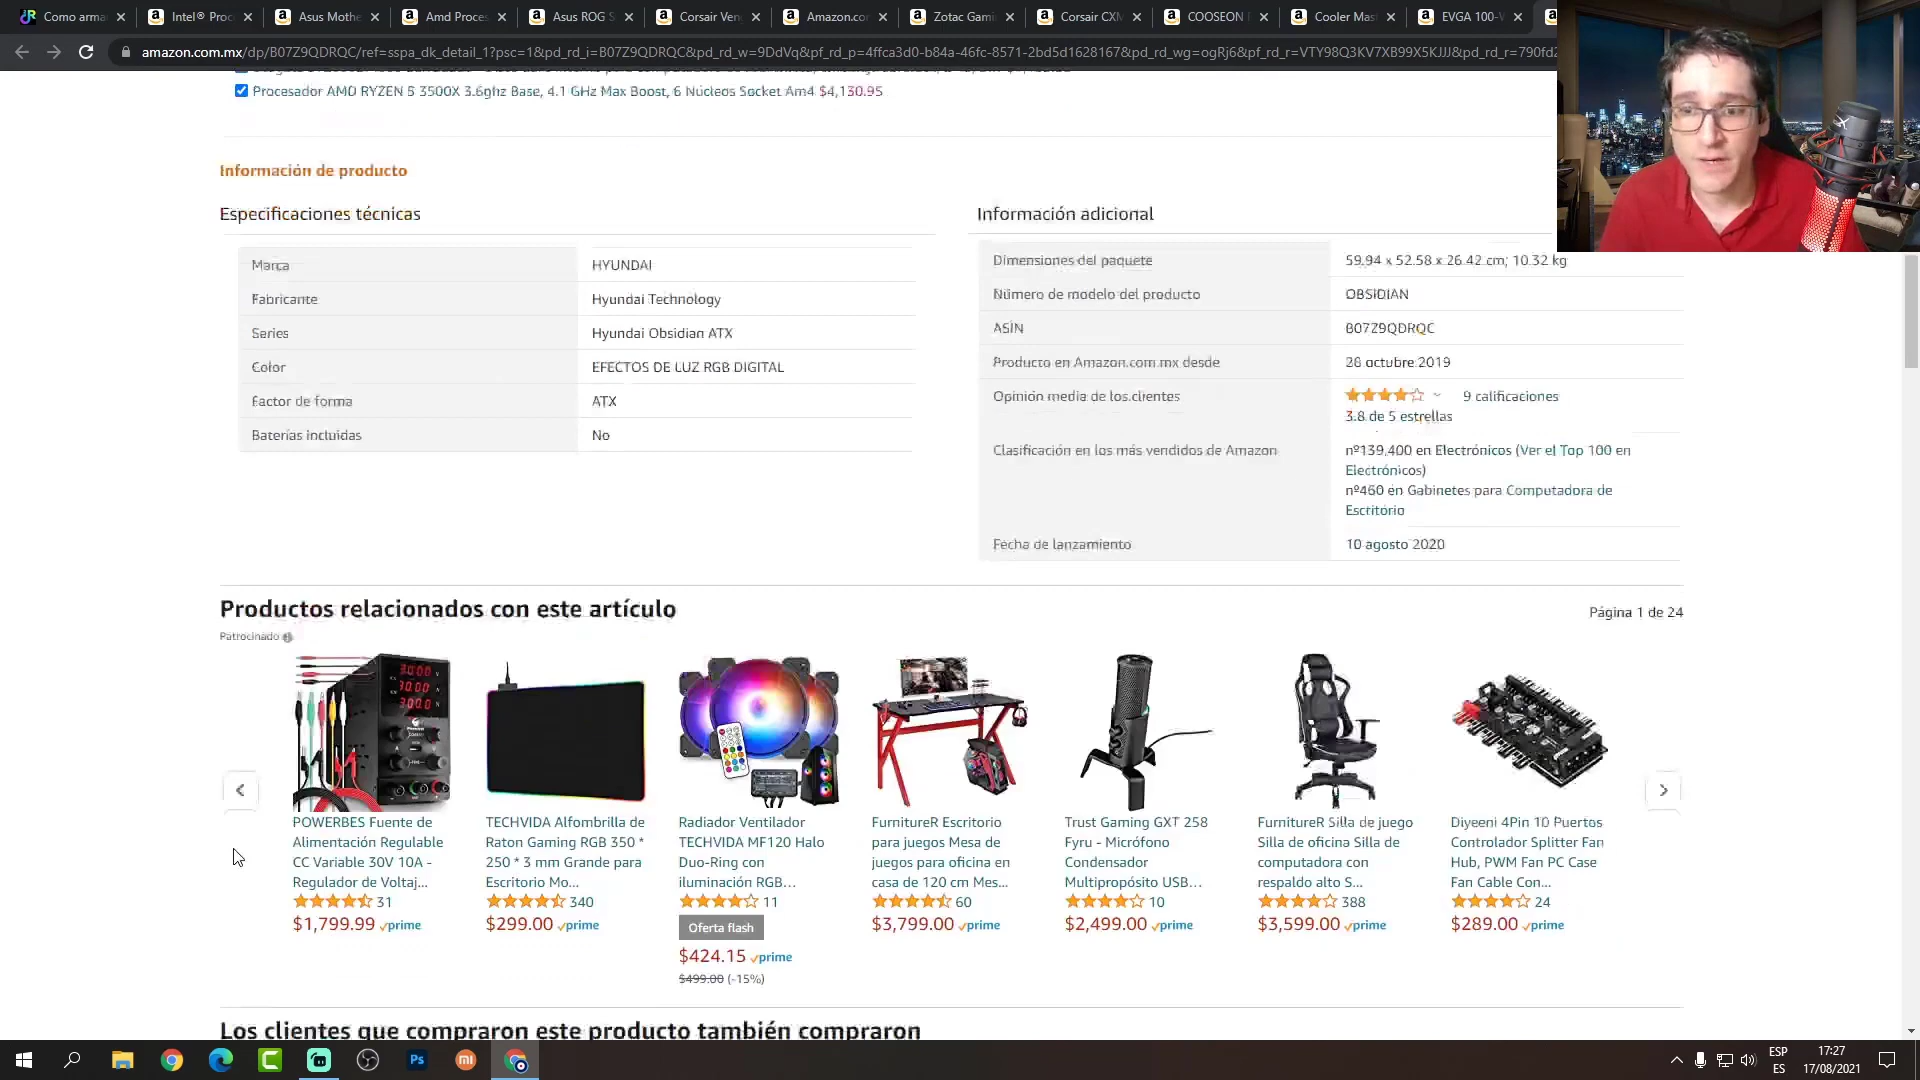 Como arma
Intel® Proc
Asus Mothe
Amd Proces
Asus ROG S
Corsair Ven
Amazon.co
Zotac Gami
Corsair CXM
COOSEON
Cooler Mas
EVGA 100-
amazon.com.mx/dp/B07Z9QDRQC/ref=sspa_dk_detail_1?psc=1&pd_rd_i=B07Z9QDRQC&pd_rd_w=9DdVq&pf_rd_p=4ffca3d0-b84a-46fc-8571-2bd5d1628167&pd_rd_wg=ogRj6&pf_rd_r=VTY98Q3KV7XB99X5KJJJ&pd_rd_r=790fd2
Procesador AMD RYZEN 5 3500X 3.6ghz Base, 4.1 GHz Max Boost, 6 Núcleos Socket Am4 $4,130.95
Información de producto
Especificaciones técnicas
Marca HYUNDAI
Fabricante Hyundai Technology
Series Hyundai Obsidian ATX
Color EFECTOS DE LUZ RGB DIGITAL
Factor de forma ATX
Baterías incluidas No
Información adicional
Dimensiones del paquete 59.94 x 52.58 x 26.42 cm; 10.32 kg
Número de modelo del producto OBSIDIAN
ASIN B07Z9QDRQC
Producto en Amazon.com.mx desde 28 octubre 2019
Opinión media de los clientes 9 calificaciones
3.8 de 5 estrellas
Clasificación en los más vendidos de Amazon nº139,400 en Electrónicos (Ver el Top 100 en
Electrónicos)
nº460 en Gabinetes para Computadora de
Escritorio
Fecha de lanzamiento 10 agosto 2020
Productos relacionados con este artículo
Página 1 de 24
Patrocinado
POWERBES Fuente de
Alimentación Regulable
CC Variable 30V 10A -
Regulador de Voltaj...
31
$1,799.99 prime
TECHVIDA Alfombrilla de
Raton Gaming RGB 350 *
250 * 3 mm Grande para
Escritorio Mo...
340
$299.00 prime
Radiador Ventilador
TECHVIDA MF120 Halo
Duo-Ring con
iluminación RGB...
11
Oferta flash
$424.15 prime
$499.00 (-15%)
FurnitureR Escritorio
para juegos Mesa de
juegos para oficina en
casa de 120 cm Mes...
60
$3,799.00 prime
Trust Gaming GXT 258
Fyru - Micrófono
Condensador
Multipropósito USB...
10
$2,499.00 prime
FurnitureR Silla de juego
Silla de oficina Silla de
computadora con
respaldo alto S...
388
$3,599.00 prime
Diyeeni 4Pin 10 Puertos
Controlador Splitter Fan
Hub, PWM Fan PC Case
Fan Cable Con...
24
$289.00 prime
Los clientes que compraron este producto también compraron
Ps
ESP
ES
17:27
17/08/2021